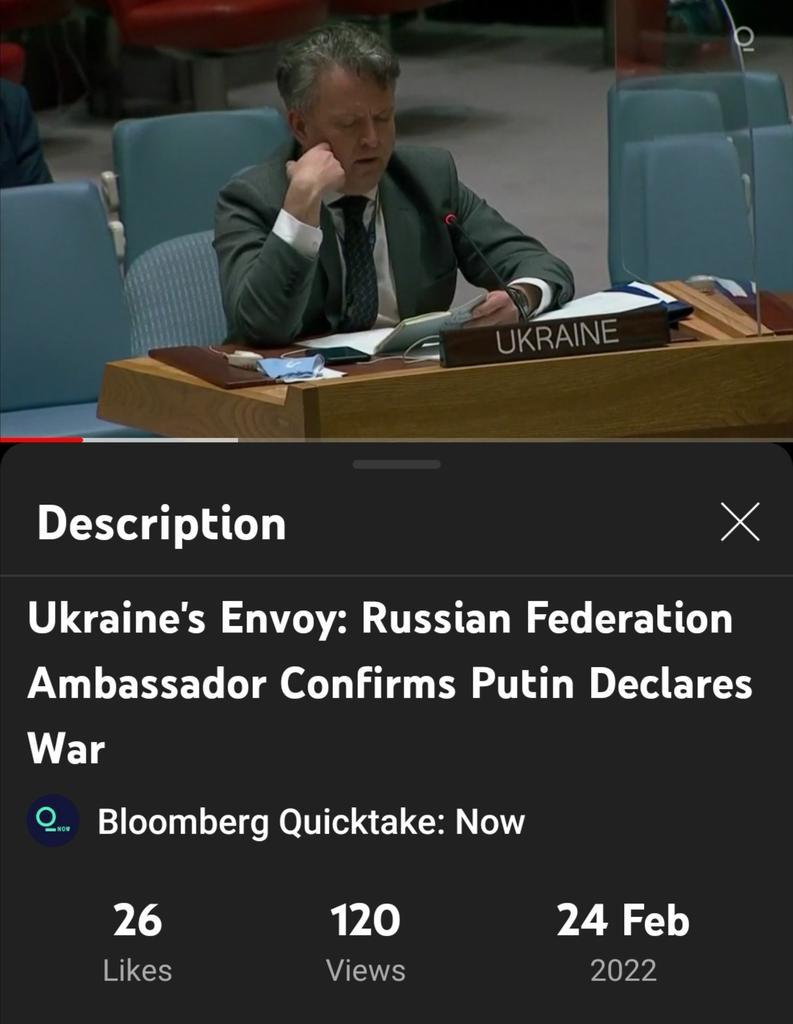 UKRAINE
Description
Ukraine's Envoy: Russian Federation
Ambassador Confirms Putin Declares
War
NOW
Bloomberg Quicktake: Now
26
120
24 Feb
Likes
Views
2022